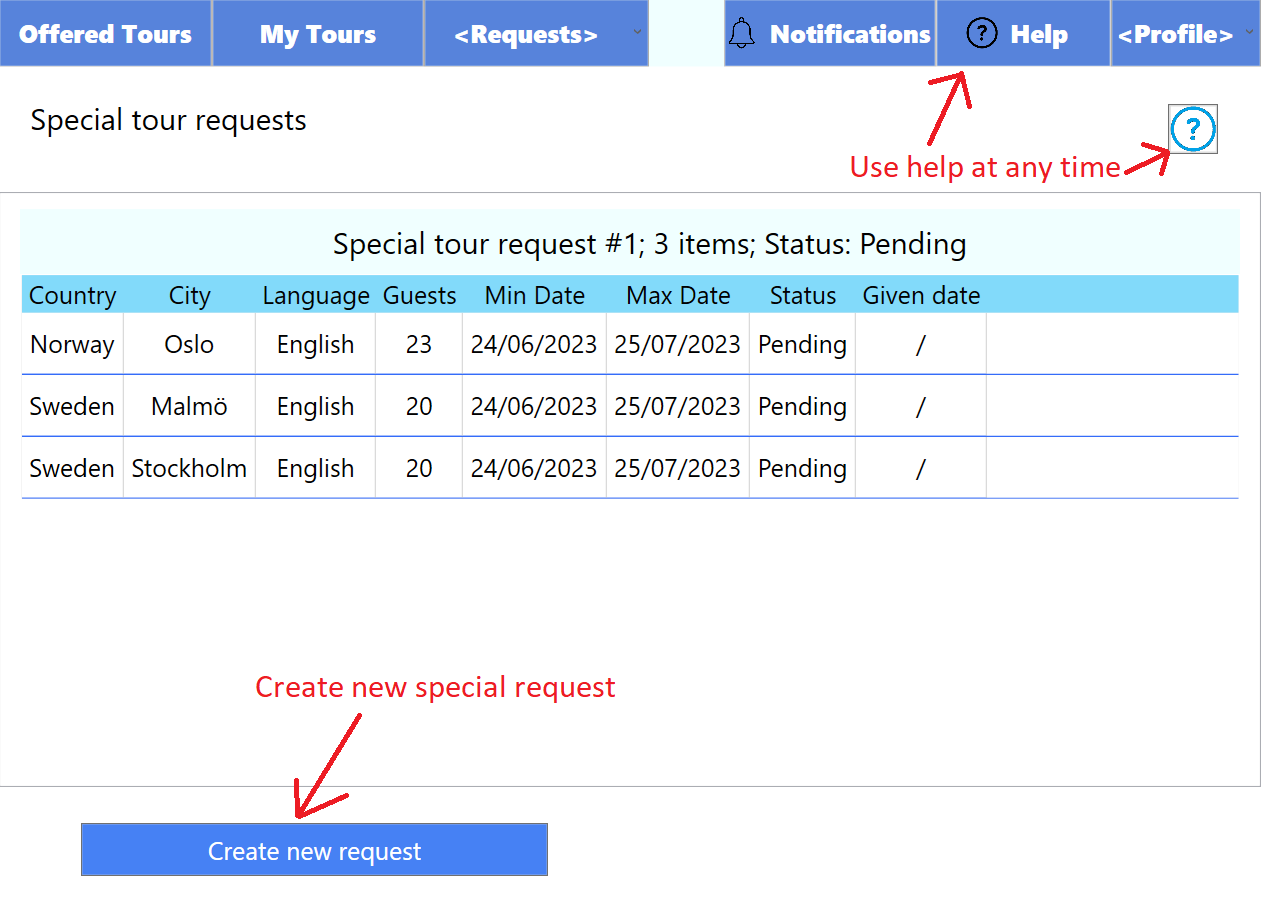 Offered Tours My Tours <Requests> Notifications ? Help <Profile>
Special tour requests
?
Use help at any time
Special tour request #1; 3 items; Status: Pending
Country City Language Guests Min Date Max Date Status Given date
Norway Oslo English 23 24/06/2023 25/07/2023 Pending /
Sweden Malmö English 20 24/06/2023 25/07/2023 Pending /
Sweden Stockholm English 20 24/06/2023 25/07/2023 Pending /
Create new special request
Create new request